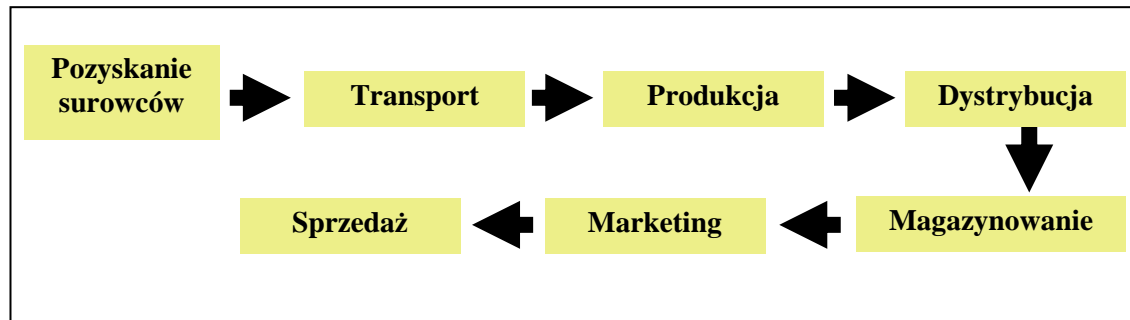 Pozyskanie
surowców
Transport
Produkcja
Dystrybucja
Magazynowanie
Marketing
Sprzedaż